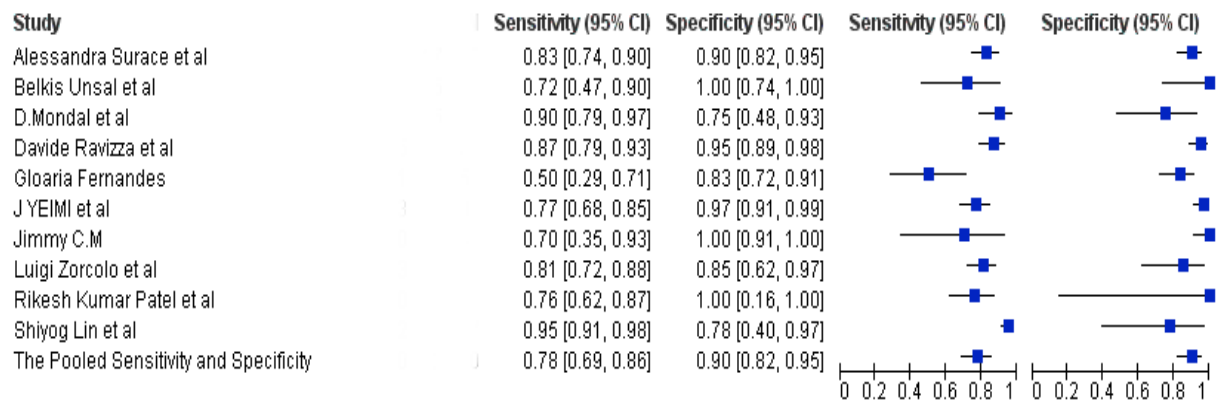 Study Sensitivity (95% CI) Specificity (95% CI) Sensitivity (95% CI) Specificity (95% CI)
Alessandra Surace et al 0.83 [0.74, 0.90] 0.90 [0.82, 0.95]
Belkis Unsal et al 0.72 [0.47, 0.90] 1.00 [0.74, 1.00]
D.Mondal et al 0.90 [0.79, 0.97] 0.75 [0.48, 0.93]
Davide Ravizza et al 0.87 [0.79, 0.93] 0.95 [0.89, 0.98]
Gloaria Fernandes 0.50 [0.29, 0.71] 0.83 [0.72, 0.91]
J YEIMI et al 0.77 [0.68, 0.85] 0.97 [0.91, 0.99]
Jimmy C.M 0.70 [0.35, 0.93] 1.00 [0.91, 1.00]
Luigi Zorcolo et al 0.81 [0.72, 0.88] 0.85 [0.62, 0.97]
Rikesh Kumar Patel et al 0.76 [0.62, 0.87] 1.00 [0.16, 1.00]
Shiyog Lin et al 0.95 [0.91, 0.98] 0.78 [0.40, 0.97]
The Pooled Sensitivity and Specificity 0.78 [0.69, 0.86] 0.90 [0.82, 0.95]
0 0.2 0.4 0.6 0.8 1 0 0.2 0.4 0.6 0.8 1